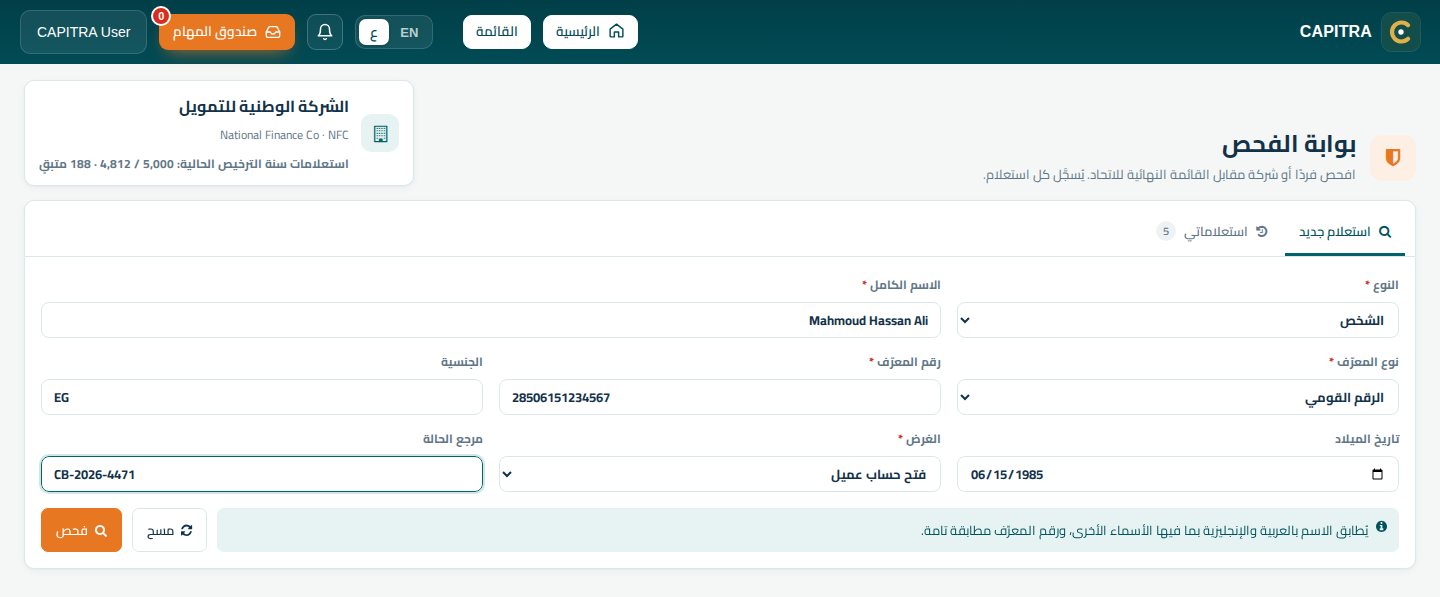 CAPITRA
الرئيسية
القائمة
EN
ع
صندوق المهام
0
CAPITRA User
بوابة الفحص
افحص فردًا أو شركة مقابل القائمة النهائية للاتحاد. يُسجَّل كل استعلام.
الشركة الوطنية للتمويل
National Finance Co · NFC
استعلامات سنة الترخيص الحالية: 5,000 / 4,812 · 188 متبقٍ
استعلام جديد
استعلاماتي 5
النوع *
الاسم الكامل *
الشخص
Mahmoud Hassan Ali
نوع المعرّف *
رقم المعرّف *
الجنسية
الرقم القومي
28506151234567
EG
تاريخ الميلاد
الغرض *
مرجع الحالة
06/15/1985
فتح حساب عميل
CB-2026-4471
يُطابق الاسم بالعربية والإنجليزية بما فيها الأسماء الأخرى، ورقم المعرّف مطابقة تامة.
مسح
فحص